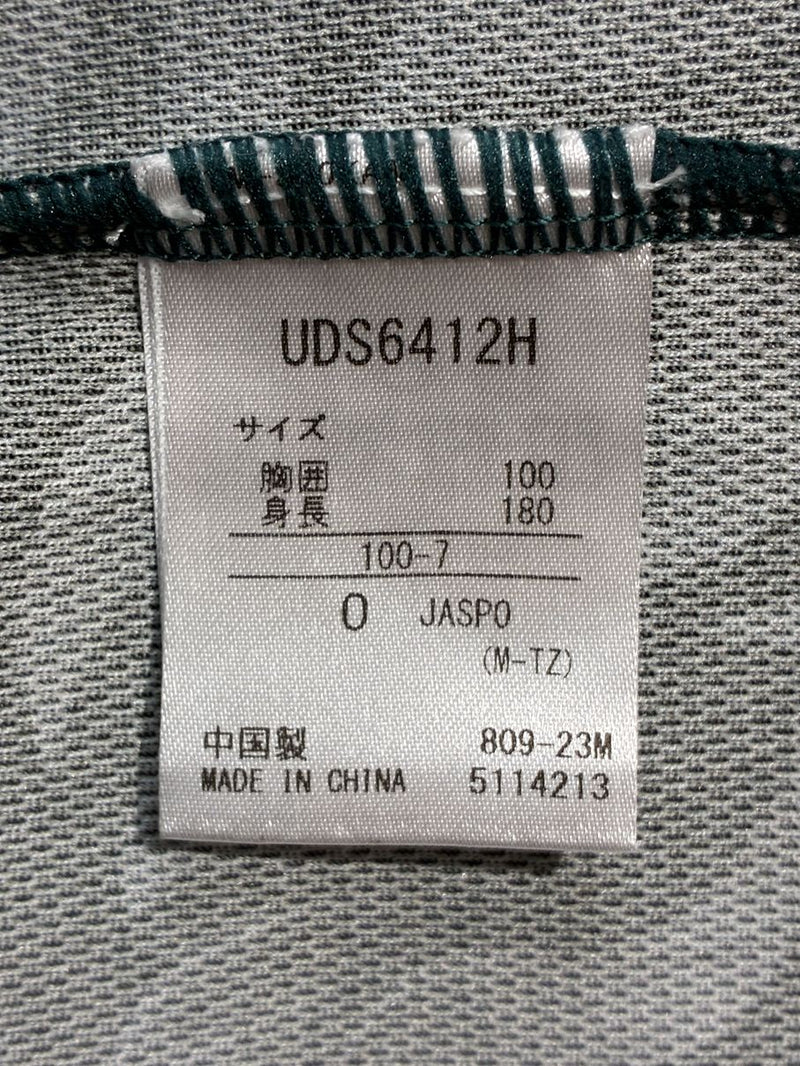 UDS6412H
サイズ
胸囲 100
身長 180
100-7
O JASPO
(M-TZ)
中国製 809-23M
MADE IN CHINA 5114213